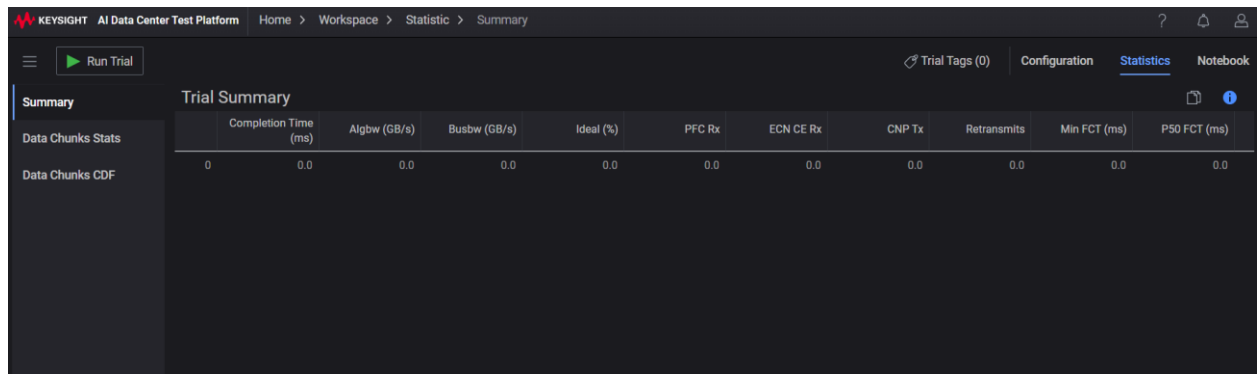 KEYSIGHT AI Data Center Test Platform Home > Workspace > Statistic > Summary ?
Run Trial Trial Tags (0) Configuration Statistics Notebook
Summary
Data Chunks Stats
Data Chunks CDF
Trial Summary
Completion Time (ms) Algbw (GB/s) Busbw (GB/s) Ideal (%) PFC Rx ECN CE Rx CNP Tx Retransmits Min FCT (ms) P50 FCT (ms)
0 0.0 0.0 0.0 0.0 0.0 0.0 0.0 0.0 0.0 0.0